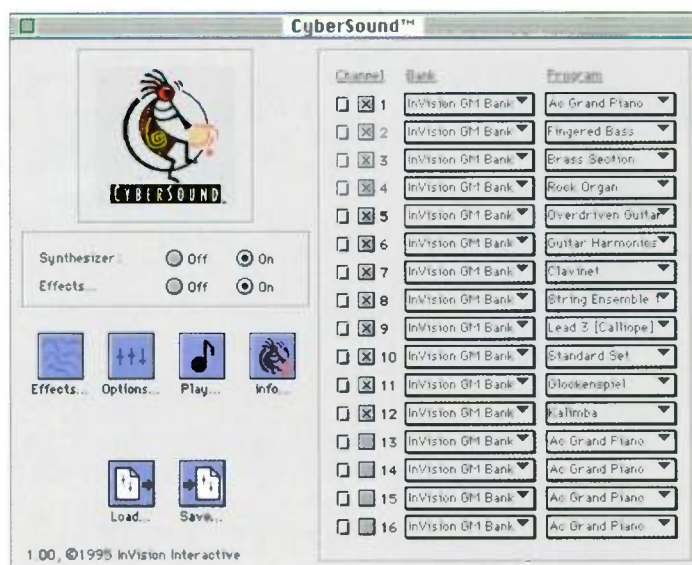 CyberSound™
CYBERSOUND
Synthesizer
Off
On
Effects...
Off
On
Effects...
Options...
Play...
Info...
Load...
Save...
1.00, ©1995 InVision Interactive
Channel Bank Program
1 InVision GM Bank Ac Grand Piano
2 InVision GM Bank Fingered Bass
3 InVision GM Bank Brass Section
4 InVision GM Bank Rock Organ
5 InVision GM Bank Overdriven Guitar
6 InVision GM Bank Guitar Harmonics
7 InVision GM Bank Clavinet
8 InVision GM Bank String Ensemble
9 InVision GM Bank Lead 3 [Calliope]
10 InVision GM Bank Standard Set
11 InVision GM Bank Glockenspiel
12 InVision GM Bank Kalimba
13 InVision GM Bank Ac Grand Piano
14 InVision GM Bank Ac Grand Piano
15 InVision GM Bank Ac Grand Piano
16 InVision GM Bank Ac Grand Piano